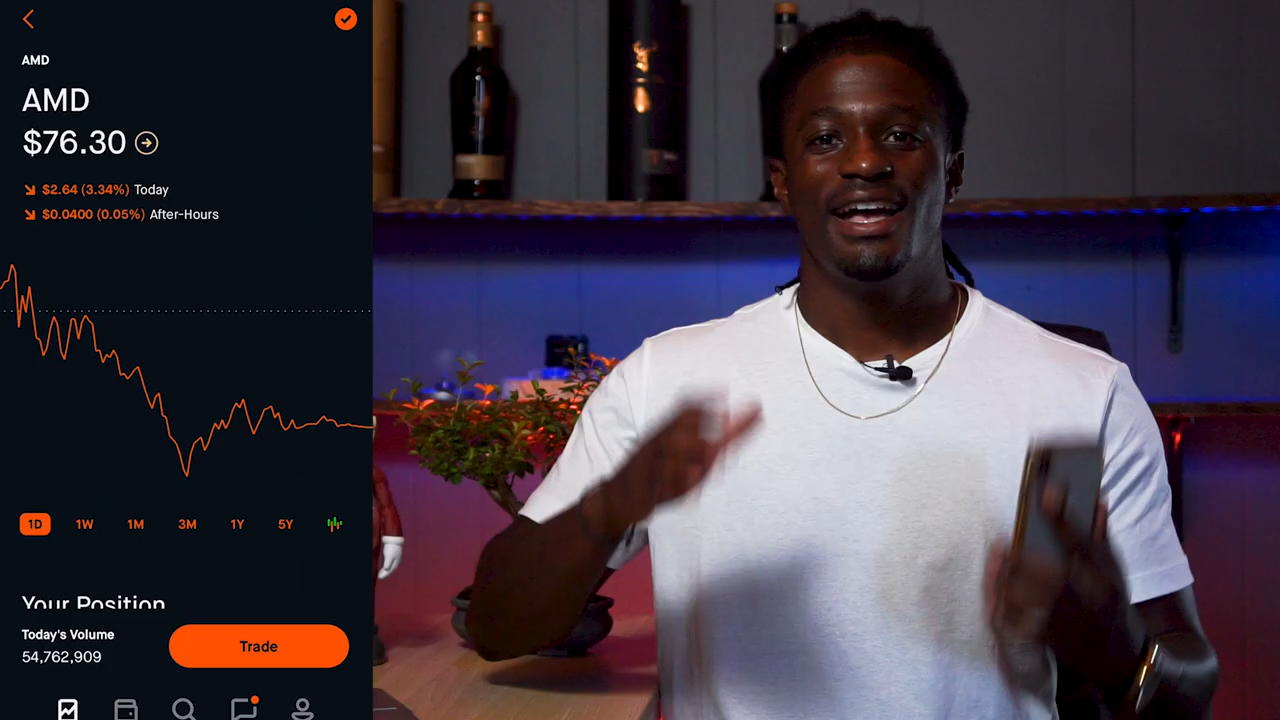 AMD
AMD
$76.30
$2.64 (3.34%) Today
$0.0400 (0.05%) After-Hours
1D 1W 1M 3M 1Y 5Y
Your Position
Today's Volume
54,762,909
Trade